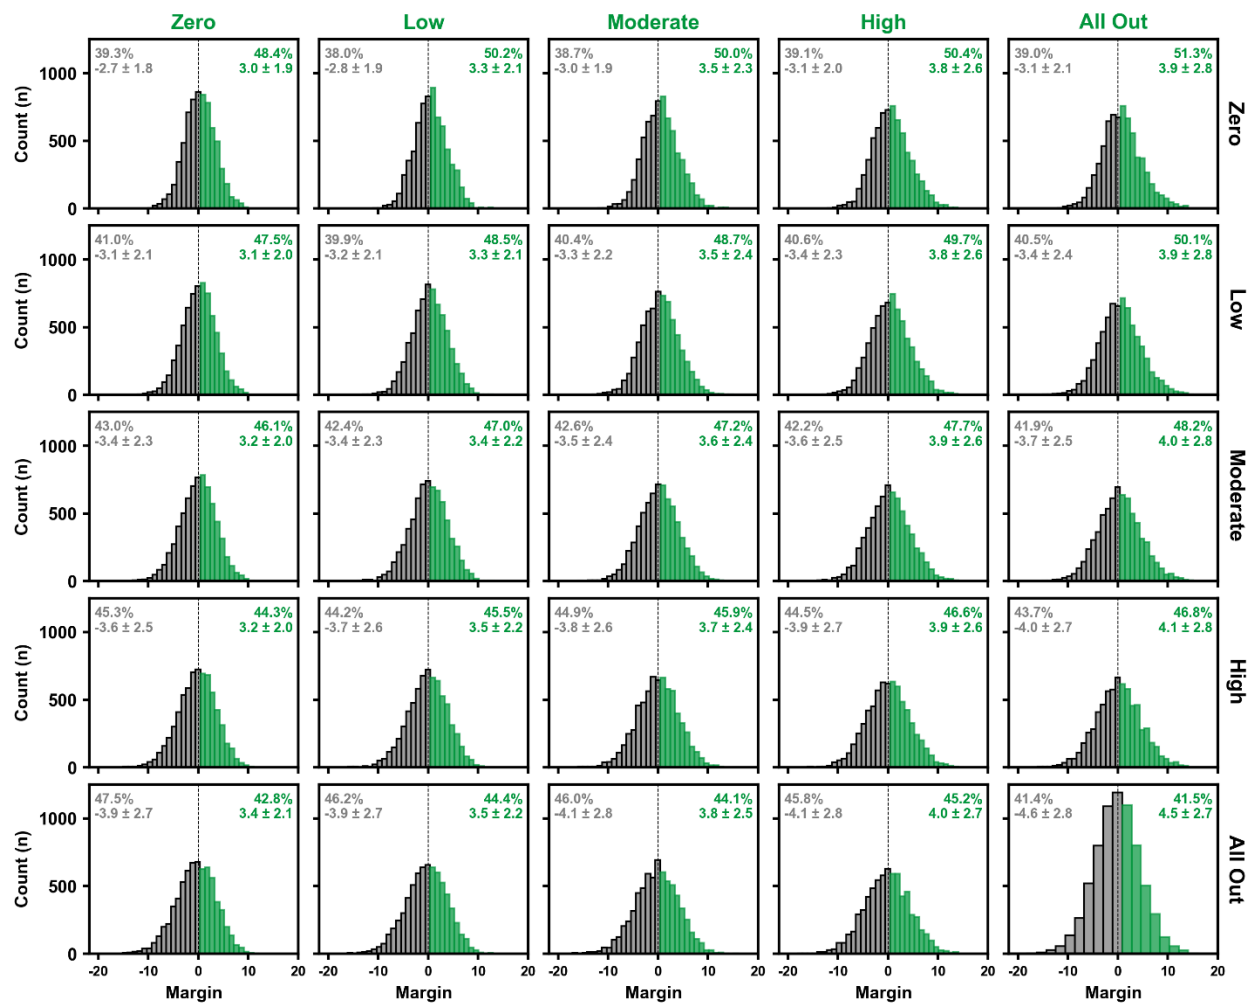 Zero Low Moderate High All Out
39.3% 48.4% 38.0% 50.2% 38.7% 50.0% 39.1% 50.4% 39.0% 51.3%
-2.7 ± 1.8 3.0 ± 1.9 -2.8 ± 1.9 3.3 ± 2.1 -3.0 ± 1.9 3.5 ± 2.3 -3.1 ± 2.0 3.8 ± 2.6 -3.1 ± 2.1 3.9 ± 2.8
1000
500
0
Count (n)
Zero
41.0% 47.5% 39.9% 48.5% 40.4% 48.7% 40.6% 49.7% 40.5% 50.1%
-3.1 ± 2.1 3.1 ± 2.0 -3.2 ± 2.1 3.3 ± 2.1 -3.3 ± 2.2 3.5 ± 2.4 -3.4 ± 2.3 3.8 ± 2.6 -3.4 ± 2.4 3.9 ± 2.8
1000
500
0
Count (n)
Low
43.0% 46.1% 42.4% 47.0% 42.6% 47.2% 42.2% 47.7% 41.9% 48.2%
-3.4 ± 2.3 3.2 ± 2.0 -3.4 ± 2.3 3.4 ± 2.2 -3.5 ± 2.4 3.6 ± 2.4 -3.6 ± 2.5 3.9 ± 2.6 -3.7 ± 2.5 4.0 ± 2.8
1000
500
0
Count (n)
Moderate
45.3% 44.3% 44.2% 45.5% 44.9% 45.9% 44.5% 46.6% 43.7% 46.8%
-3.6 ± 2.5 3.2 ± 2.0 -3.7 ± 2.6 3.5 ± 2.2 -3.8 ± 2.6 3.7 ± 2.4 -3.9 ± 2.7 3.9 ± 2.6 -4.0 ± 2.7 4.1 ± 2.8
1000
500
0
Count (n)
High
47.5% 42.8% 46.2% 44.4% 46.0% 44.1% 45.8% 45.2% 41.4% 41.5%
-3.9 ± 2.7 3.4 ± 2.1 -3.9 ± 2.7 3.5 ± 2.2 -4.1 ± 2.8 3.8 ± 2.5 -4.1 ± 2.8 4.0 ± 2.7 -4.6 ± 2.8 4.5 ± 2.7
1000
500
0
Count (n)
All Out
-20 -10 0 10 20 -20 -10 0 10 20 -20 -10 0 10 20 -20 -10 0 10 20 -20 -10 0 10 20
Margin Margin Margin Margin Margin